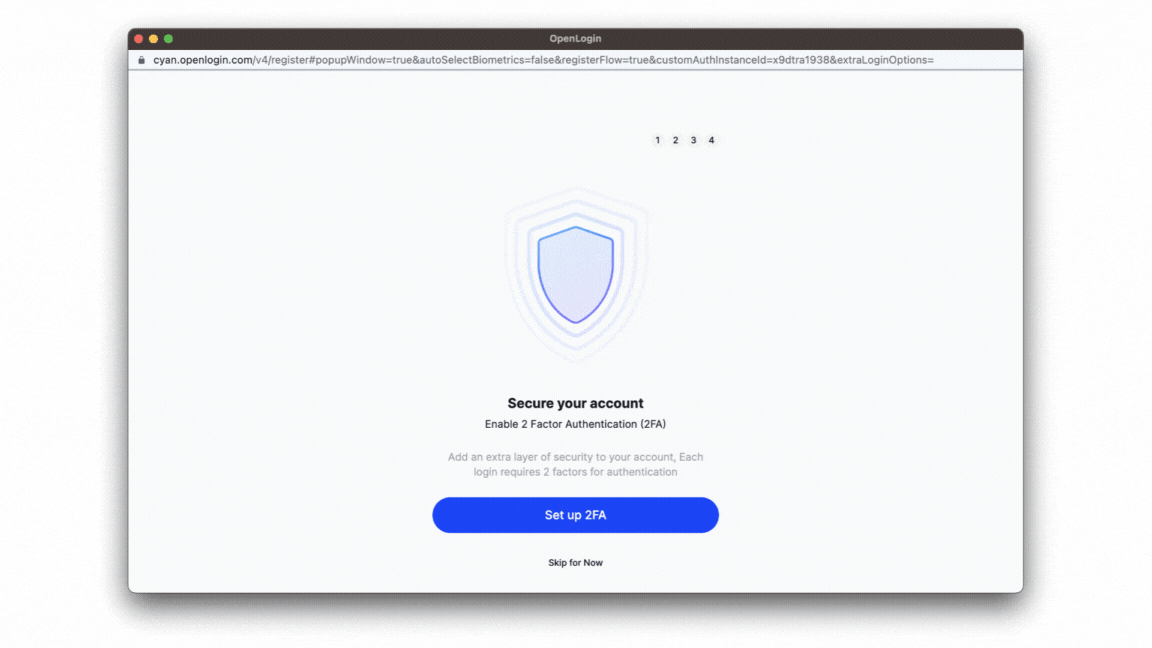 OpenLogin
cyan.openlogin.com/v4/register#popupWindow=true&autoSelectBiometrics=false&registerFlow=true&customAuthInstanceId=x9dtra1938&extraLoginOptions=
1 2 3 4
Secure your account
Enable 2 Factor Authentication (2FA)
Add an extra layer of security to your account, Each
login requires 2 factors for authentication
Set up 2FA
Skip for Now